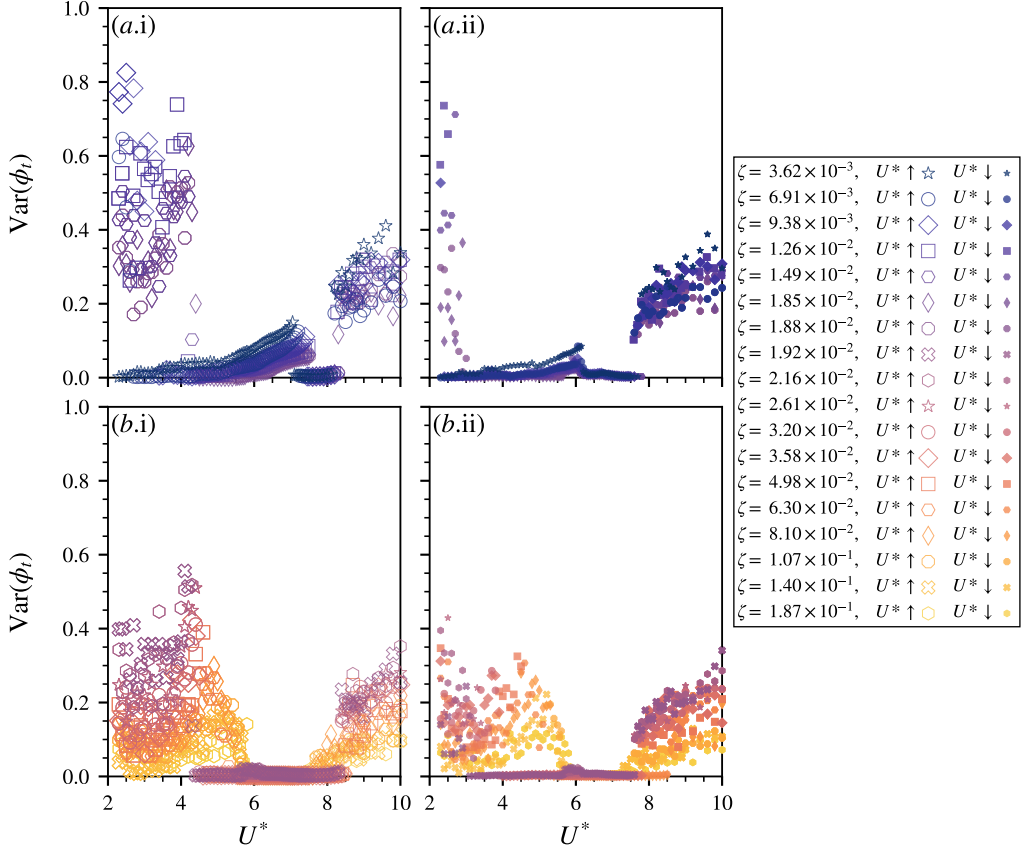 (a.i)
(a.ii)
1.0
0.8
0.6
0.4
0.2
0.0
Var(ϕₜ)
(b.i)
(b.ii)
1.0
0.8
0.6
0.4
0.2
0.0
Var(ϕₜ)
2 4 6 8 10
2 4 6 8 10
U*
U*
ζ = 3.62 × 10⁻³, U* ↑ U* ↓
ζ = 6.91 × 10⁻³, U* ↑ U* ↓
ζ = 9.38 × 10⁻³, U* ↑ U* ↓
ζ = 1.26 × 10⁻², U* ↑ U* ↓
ζ = 1.49 × 10⁻², U* ↑ U* ↓
ζ = 1.85 × 10⁻², U* ↑ U* ↓
ζ = 1.88 × 10⁻², U* ↑ U* ↓
ζ = 1.92 × 10⁻², U* ↑ U* ↓
ζ = 2.16 × 10⁻², U* ↑ U* ↓
ζ = 2.61 × 10⁻², U* ↑ U* ↓
ζ = 3.20 × 10⁻², U* ↑ U* ↓
ζ = 3.58 × 10⁻², U* ↑ U* ↓
ζ = 4.98 × 10⁻², U* ↑ U* ↓
ζ = 6.30 × 10⁻², U* ↑ U* ↓
ζ = 8.10 × 10⁻², U* ↑ U* ↓
ζ = 1.07 × 10⁻¹, U* ↑ U* ↓
ζ = 1.40 × 10⁻¹, U* ↑ U* ↓
ζ = 1.87 × 10⁻¹, U* ↑ U* ↓